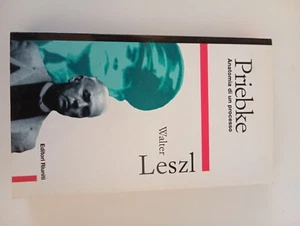 Priebke
Anatomia di un processo
Walter
Leszl
Editori Riuniti